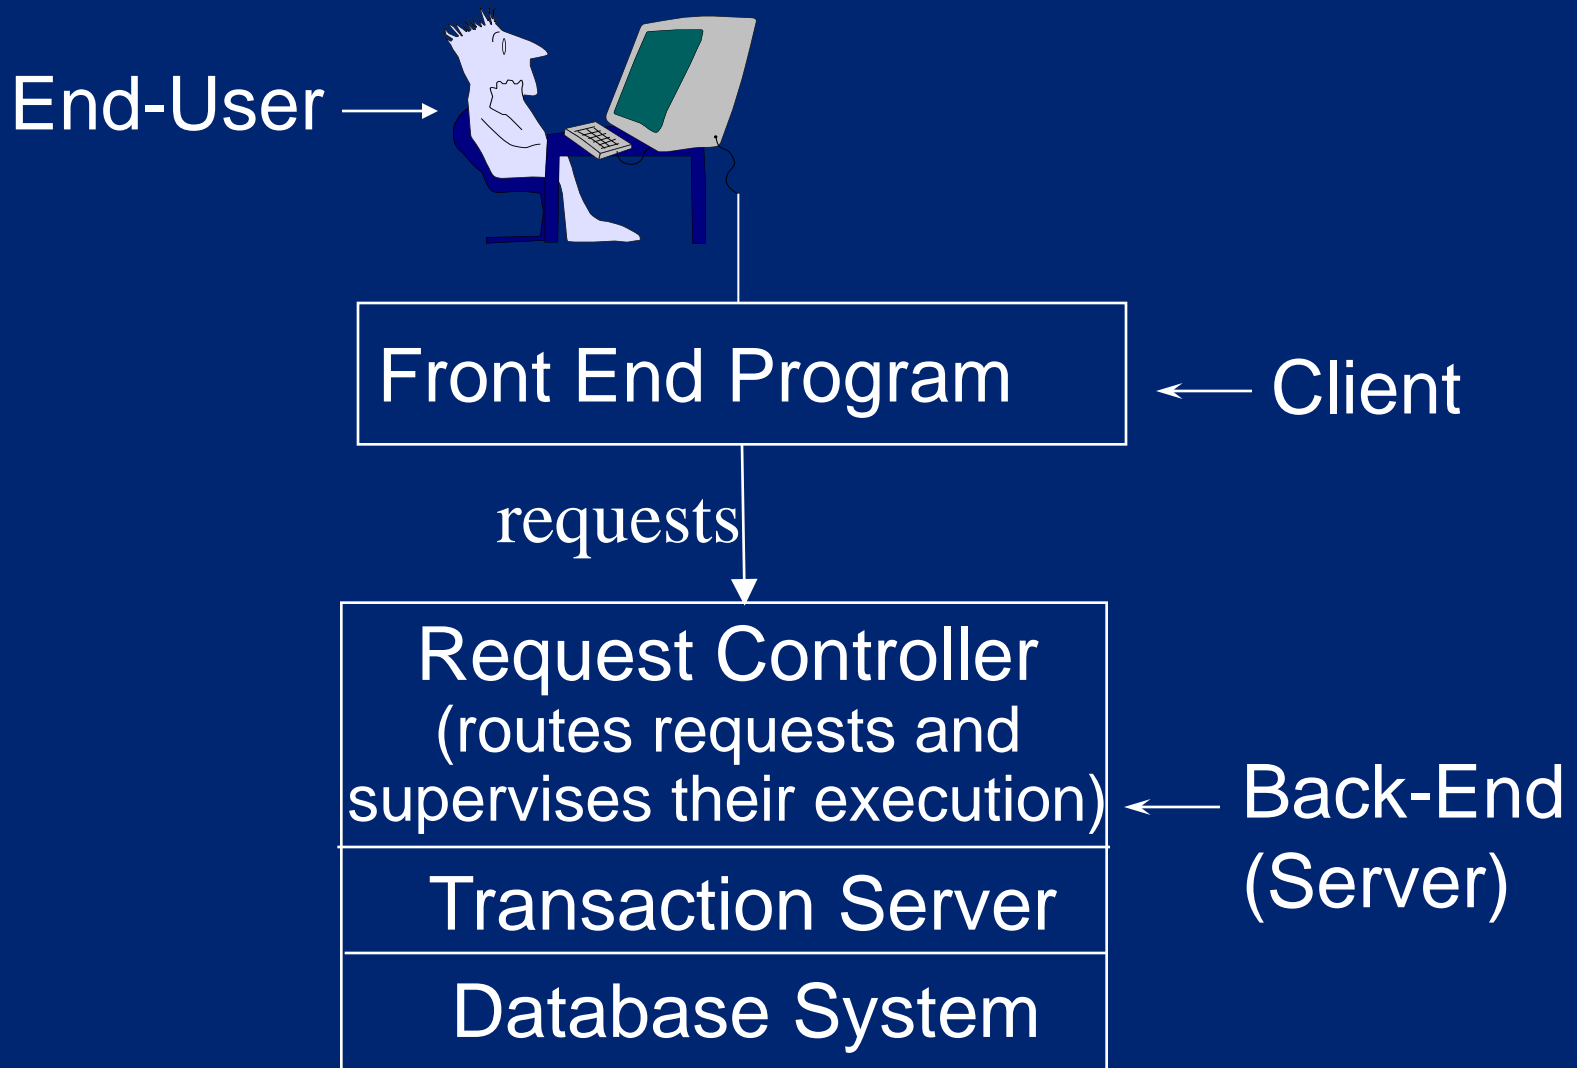 End-User
Front End Program
Client
requests
Request Controller
(routes requests and
supervises their execution)
Back-End
(Server)
Transaction Server
Database System